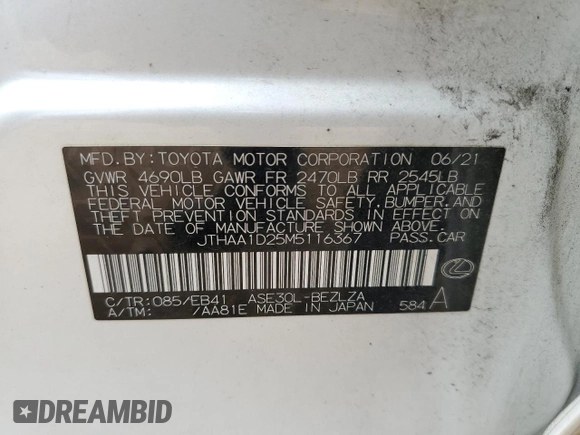 MFD. BY: TOYOTA MOTOR CORPORATION 06/21
GVWR 4690LB GAWR FR 2470LB RR 2545LB
THIS VEHICLE CONFORMS TO ALL APPLICABLE
FEDERAL MOTOR VEHICLE SAFETY, BUMPER, AND
THEFT PREVENTION STANDARDS IN EFFECT ON
THE DATE OF MANUFACTURE SHOWN ABOVE.
JTHAA1D25M5116367 PASS. CAR
C/TR: 085/EB41 ASE30L-BEZLZA
A/TM: /AA81E MADE IN JAPAN 584 A
DREAMBID